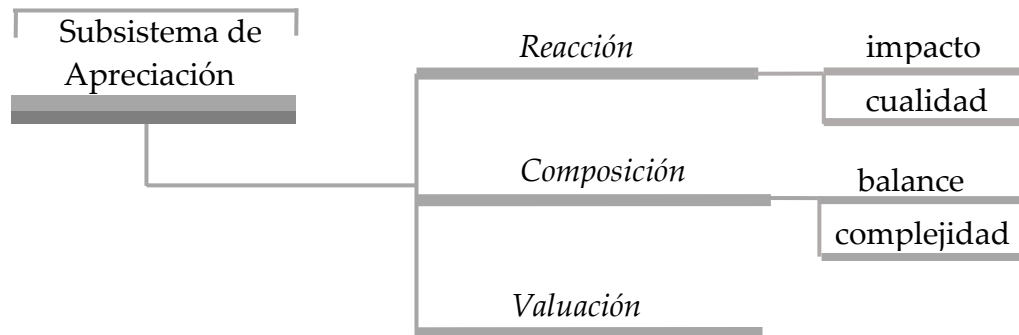 Subsistema de
Apreciación
Reacción
impacto
cualidad
Composición
balance
complejidad
Valuación